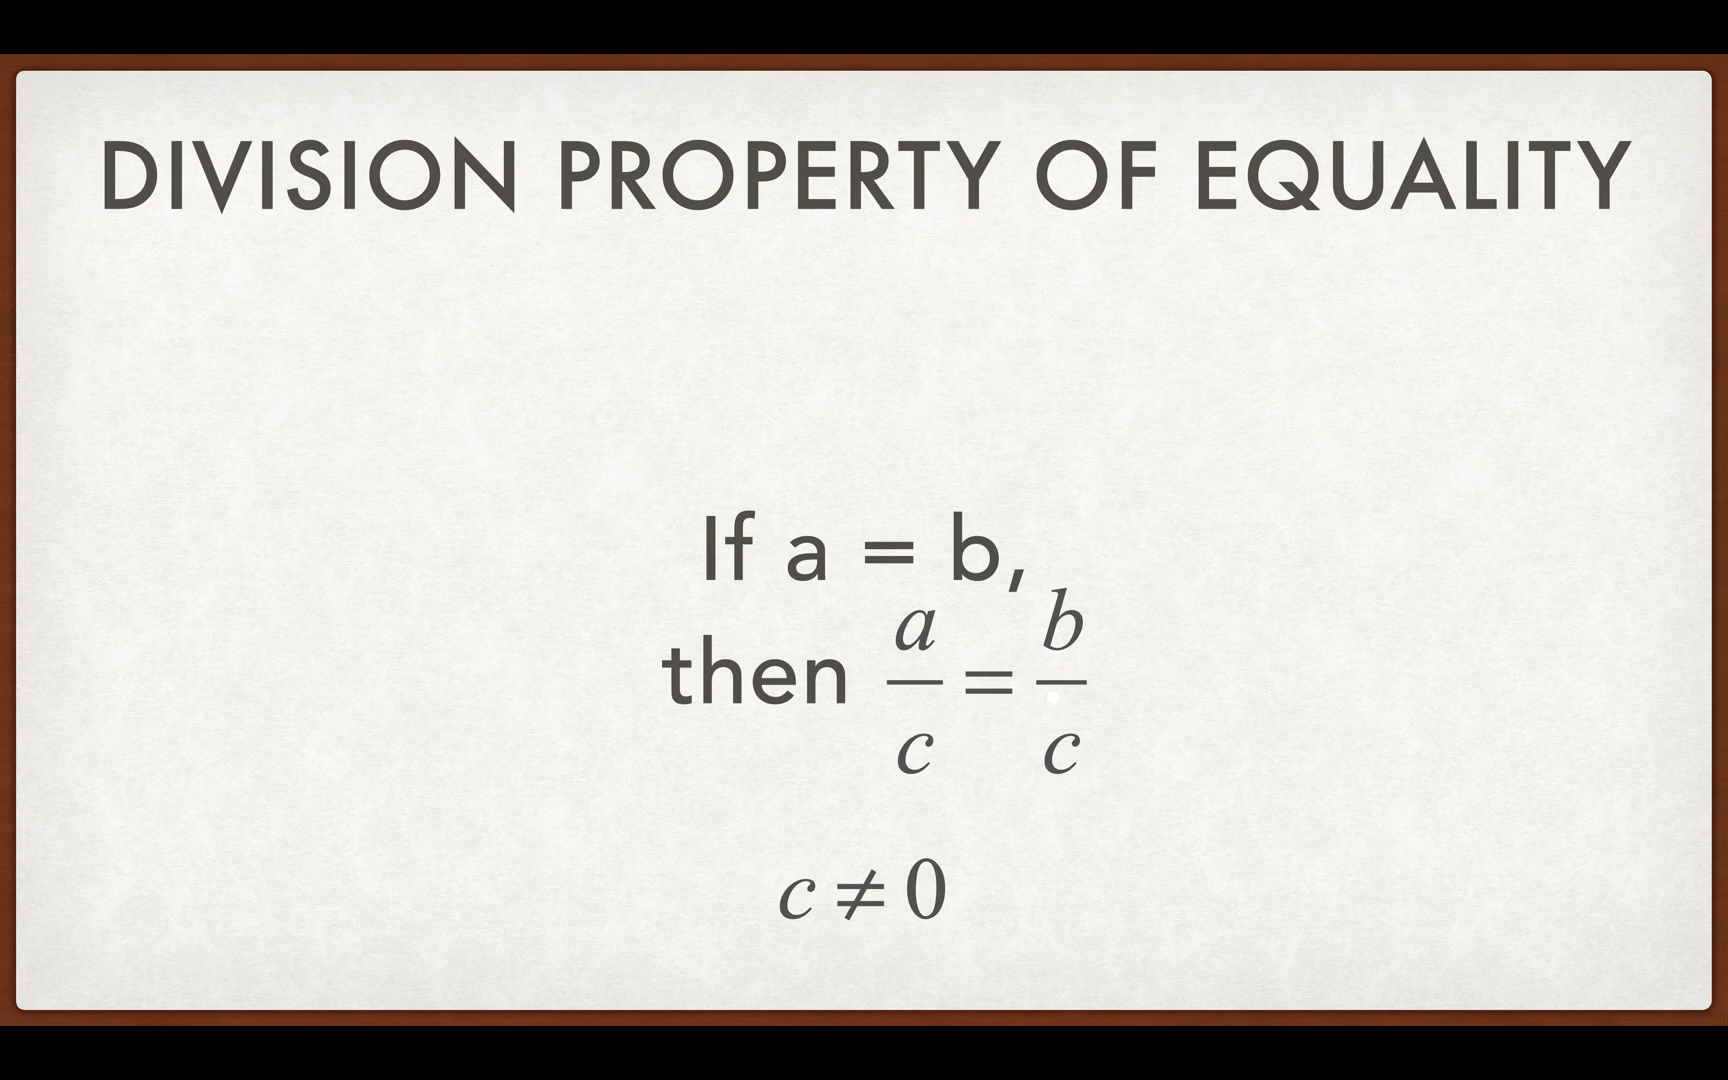 DIVISION PROPERTY OF EQUALITY
If a = b,
then a/c = b/c
c ≠ 0